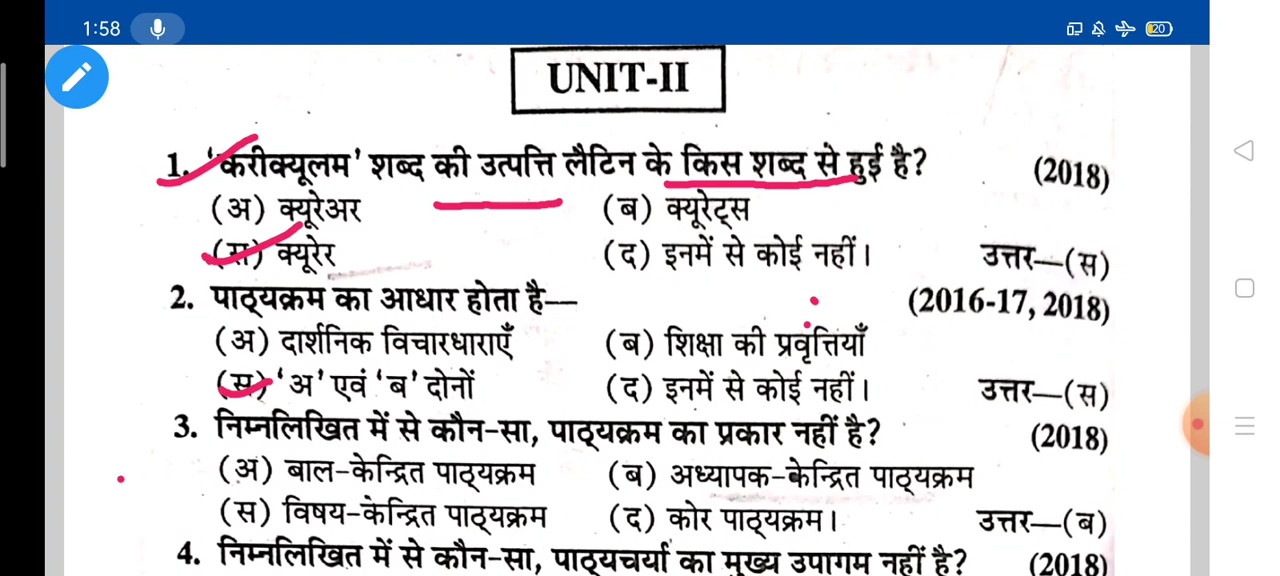 1:58
20
UNIT-II
1. 'करीक्यूलम' शब्द की उत्पत्ति लैटिन के किस शब्द से हुई है? (2018)
(अ) क्यूरेअर (ब) क्यूरेट्स
(स) क्यूरेर (द) इनमें से कोई नहीं। उत्तर—(स)
2. पाठ्यक्रम का आधार होता है— (2016-17, 2018)
(अ) दार्शनिक विचारधाराएँ (ब) शिक्षा की प्रवृत्तियाँ
(स) 'अ' एवं 'ब' दोनों (द) इनमें से कोई नहीं। उत्तर—(स)
3. निम्नलिखित में से कौन-सा, पाठ्यक्रम का प्रकार नहीं है? (2018)
(अ) बाल-केन्द्रित पाठ्यक्रम (ब) अध्यापक-केन्द्रित पाठ्यक्रम
(स) विषय-केन्द्रित पाठ्यक्रम (द) कोर पाठ्यक्रम। उत्तर—(ब)
4. निम्नलिखित में से कौन-सा, पाठ्यचर्या का मुख्य उपागम नहीं है? (2018)